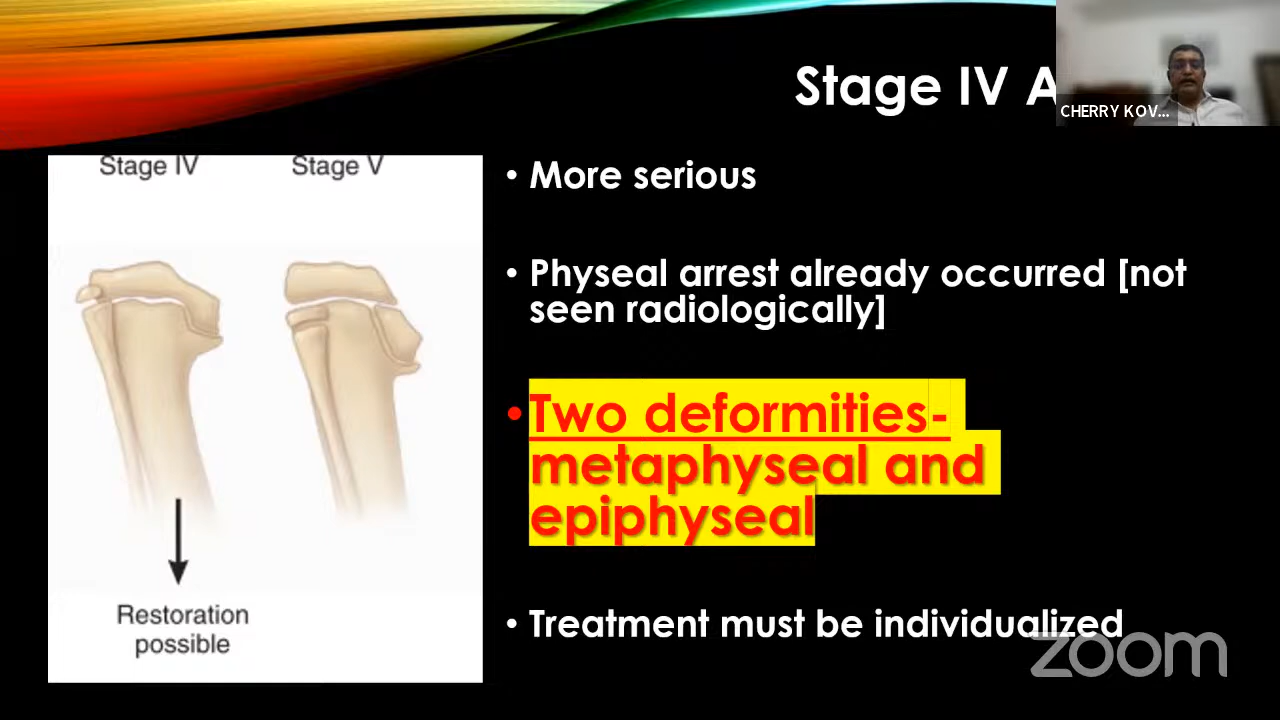 Stage IV A
CHERRY KOV...
Stage IV Stage V
Restoration
possible
• More serious
• Physeal arrest already occurred [not
seen radiologically]
• Two deformities-
metaphyseal and
epiphyseal
• Treatment must be individualized
zoom